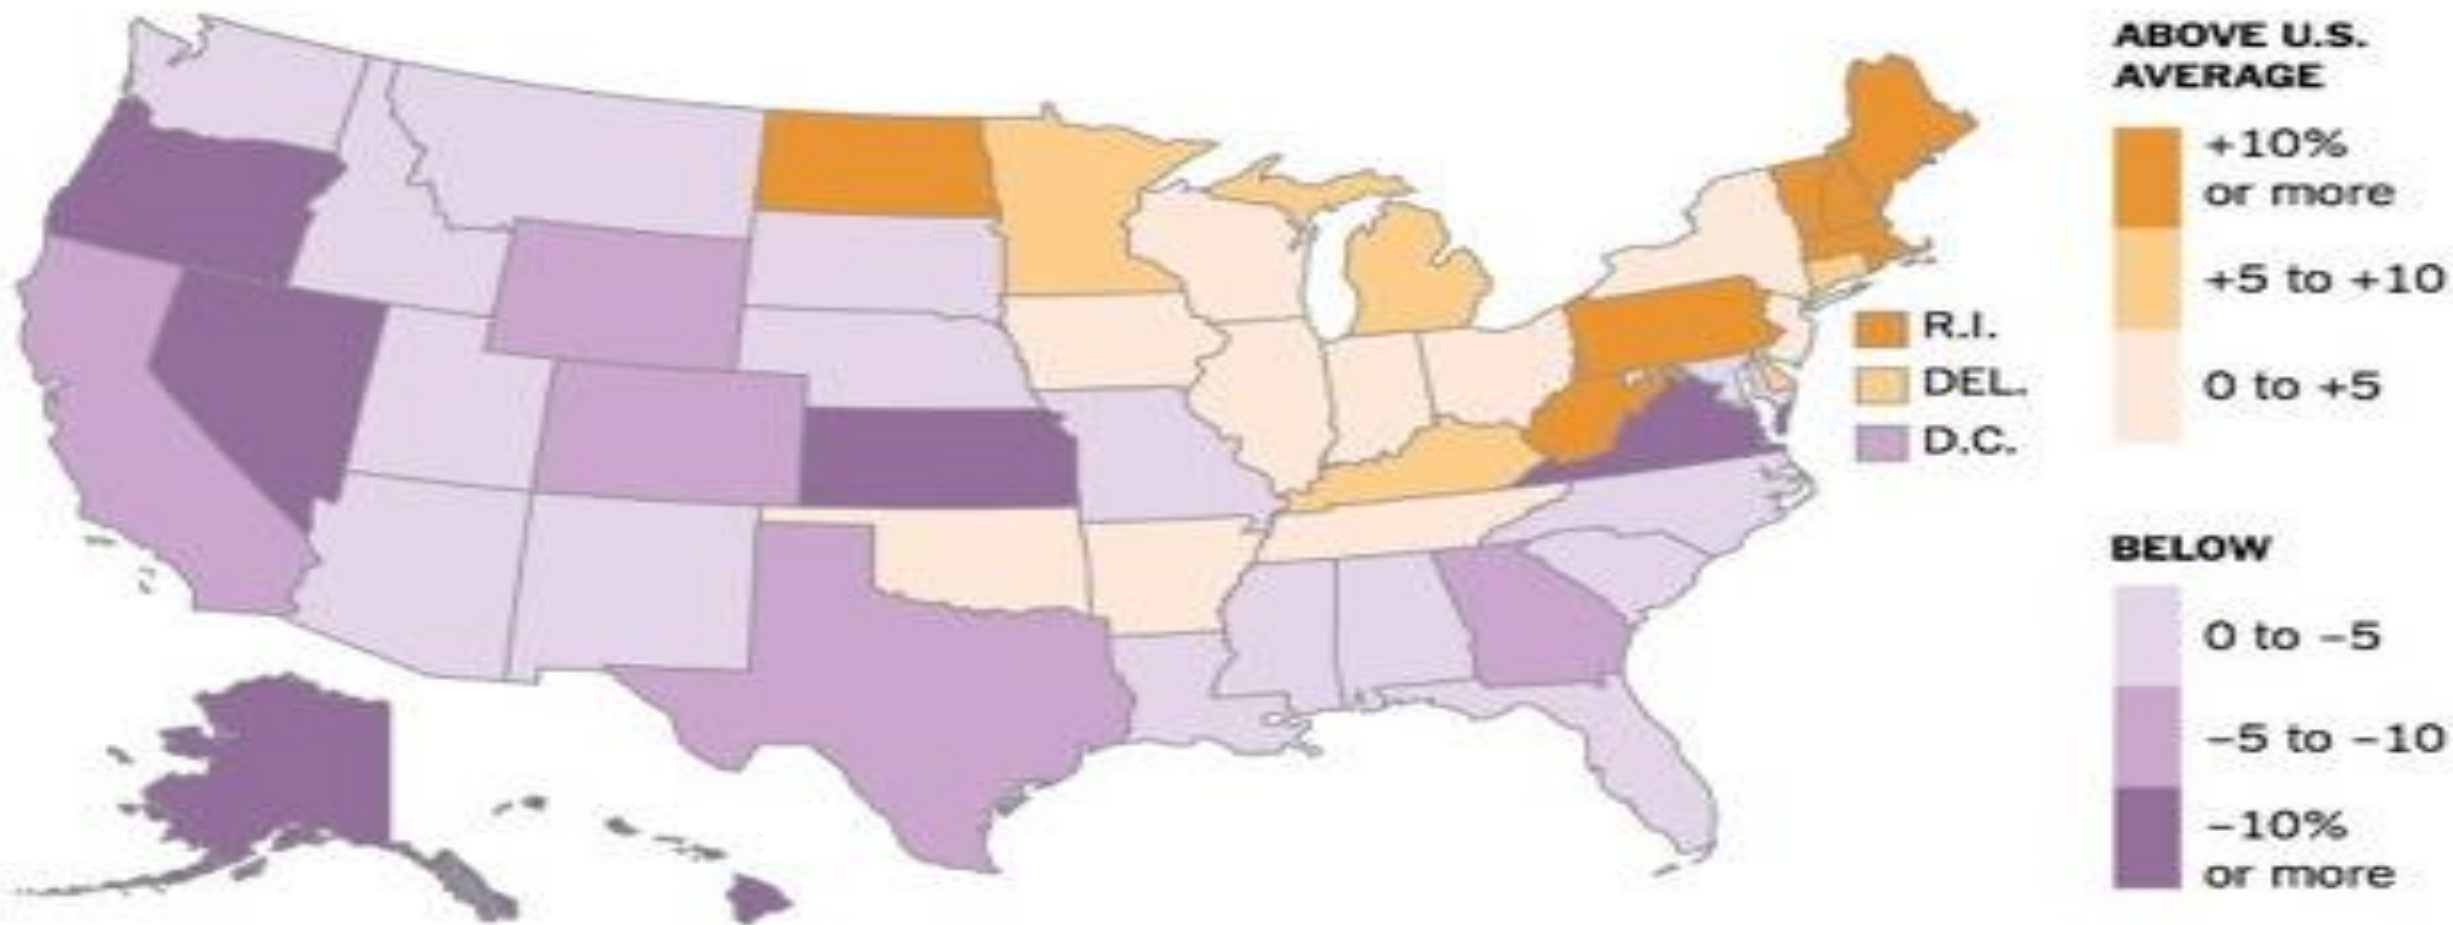 ABOVE U.S.
AVERAGE
+10%
or more
+5 to +10
0 to +5
R.I.
DEL.
D.C.
BELOW
0 to −5
−5 to −10
−10%
or more